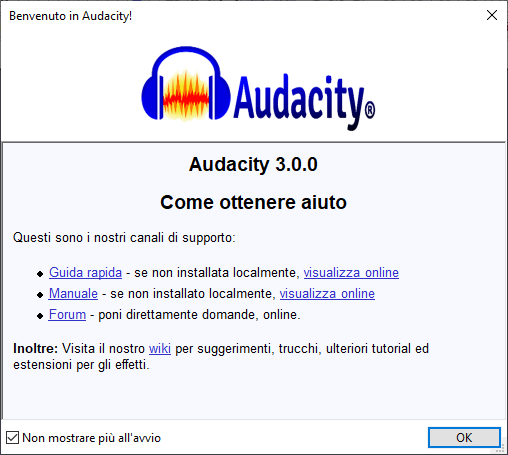 Benvenuto in Audacity!
Audacity®
Audacity 3.0.0
Come ottenere aiuto
Questi sono i nostri canali di supporto:
Guida rapida - se non installata localmente, visualizza online
Manuale - se non installato localmente, visualizza online
Forum - poni direttamente domande, online.
Inoltre: Visita il nostro wiki per suggerimenti, trucchi, ulteriori tutorial ed
estensioni per gli effetti.
Non mostrare più all'avvio
OK